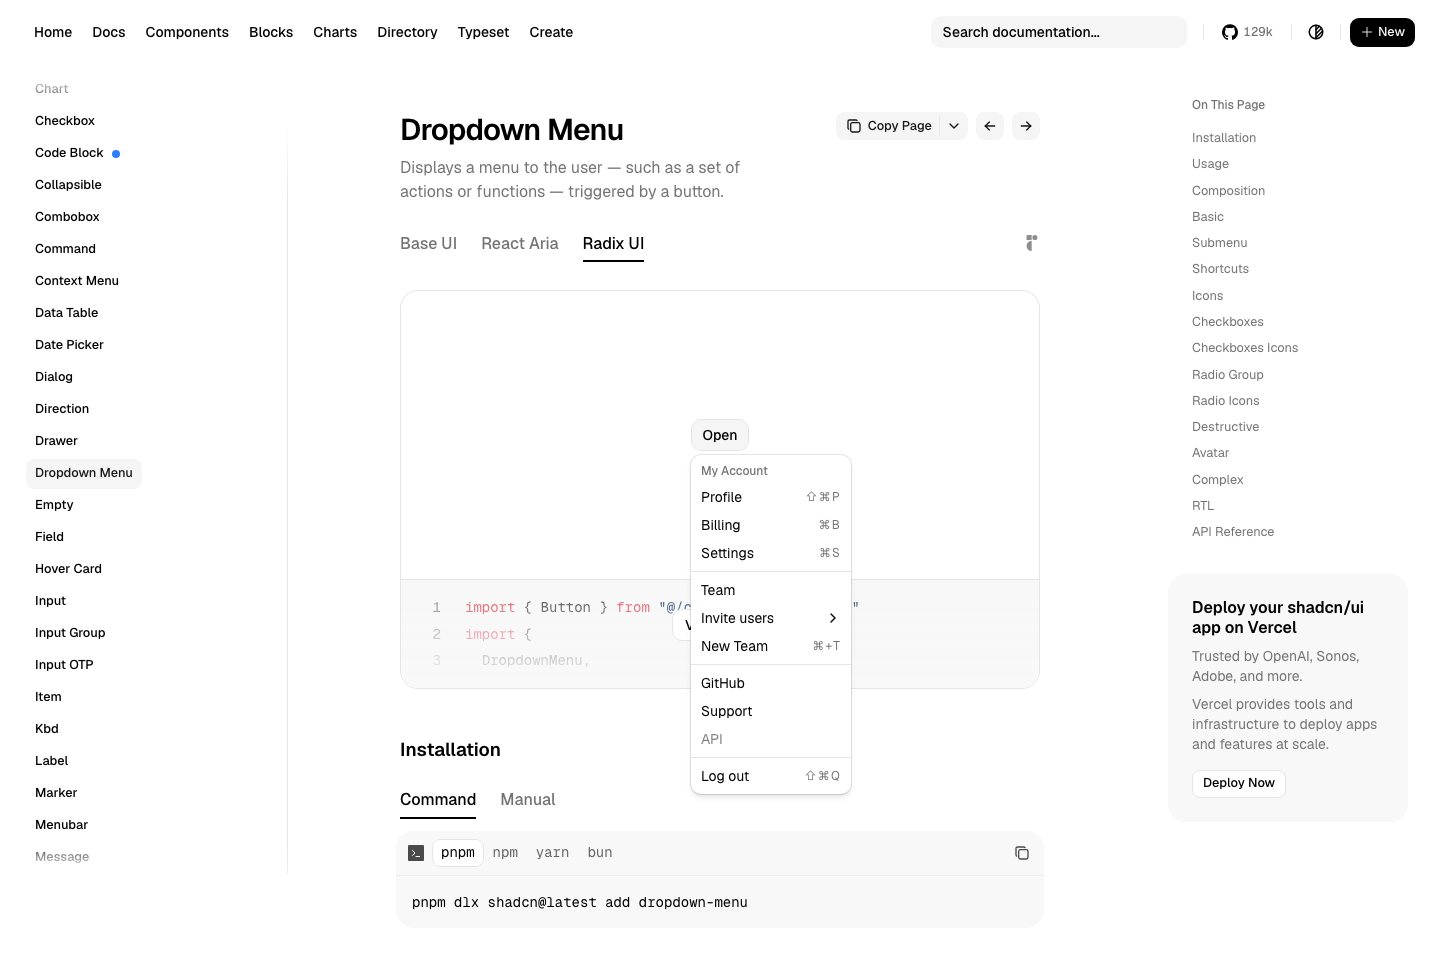 Home Docs Components Blocks Charts Directory Typeset Create
Search documentation...
129k
New
Chart
Checkbox
Code Block
Collapsible
Combobox
Command
Context Menu
Data Table
Date Picker
Dialog
Direction
Drawer
Dropdown Menu
Empty
Field
Hover Card
Input
Input Group
Input OTP
Item
Kbd
Label
Marker
Menubar
Message
Dropdown Menu
Copy Page
Displays a menu to the user — such as a set of
actions or functions — triggered by a button.
Base UI React Aria Radix UI
Open
My Account
Profile ⇧⌘P
Billing ⌘B
Settings ⌘S
Team
Invite users
New Team ⌘+T
GitHub
Support
API
Log out ⇧⌘Q
1 import { Button } from "@/
2 import {
3 DropdownMenu,
Installation
Command Manual
pnpm npm yarn bun
pnpm dlx shadcn@latest add dropdown-menu
On This Page
Installation
Usage
Composition
Basic
Submenu
Shortcuts
Icons
Checkboxes
Checkboxes Icons
Radio Group
Radio Icons
Destructive
Avatar
Complex
RTL
API Reference
Deploy your shadcn/ui
app on Vercel
Trusted by OpenAI, Sonos,
Adobe, and more.
Vercel provides tools and
infrastructure to deploy apps
and features at scale.
Deploy Now